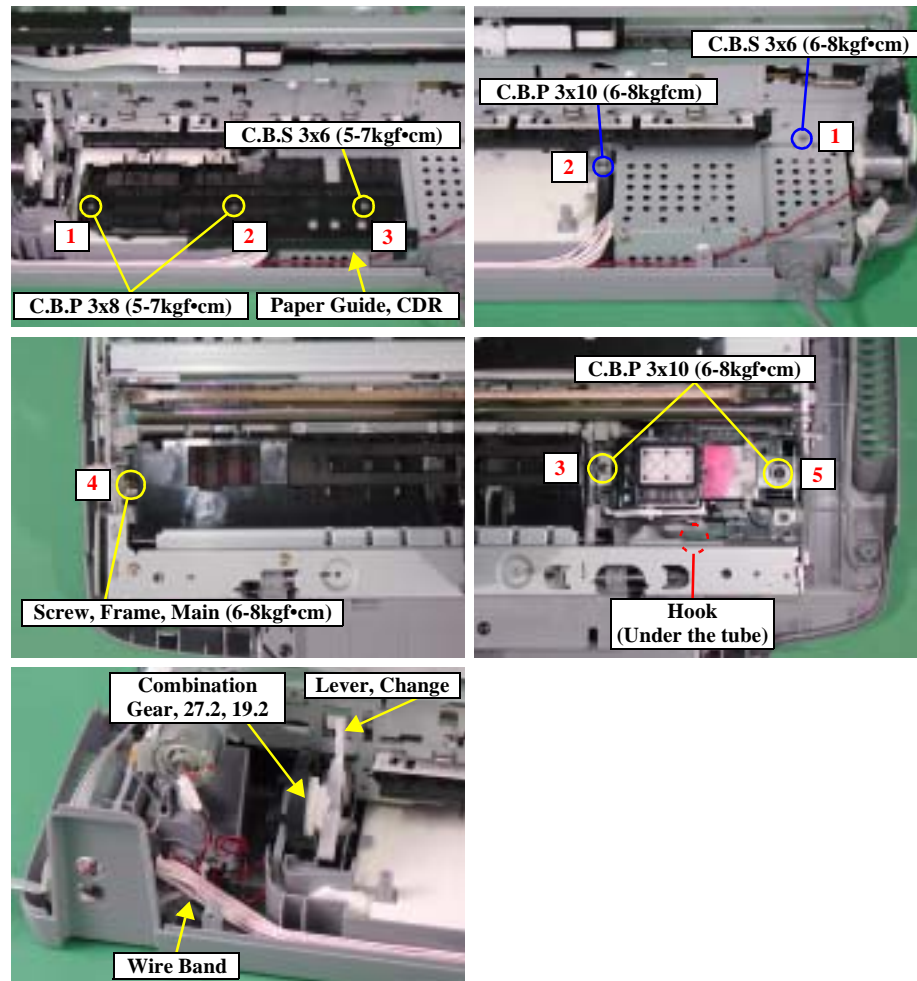 C.B.S 3x6 (5-7kgf•cm)
1
2
3
C.B.P 3x8 (5-7kgf•cm)
Paper Guide, CDR
C.B.S 3x6 (6-8kgf•cm)
C.B.P 3x10 (6-8kgfcm)
1
2
4
Screw, Frame, Main (6-8kgf•cm)
C.B.P 3x10 (6-8kgf•cm)
3
5
Hook
(Under the tube)
Combination
Gear, 27.2, 19.2
Lever, Change
Wire Band